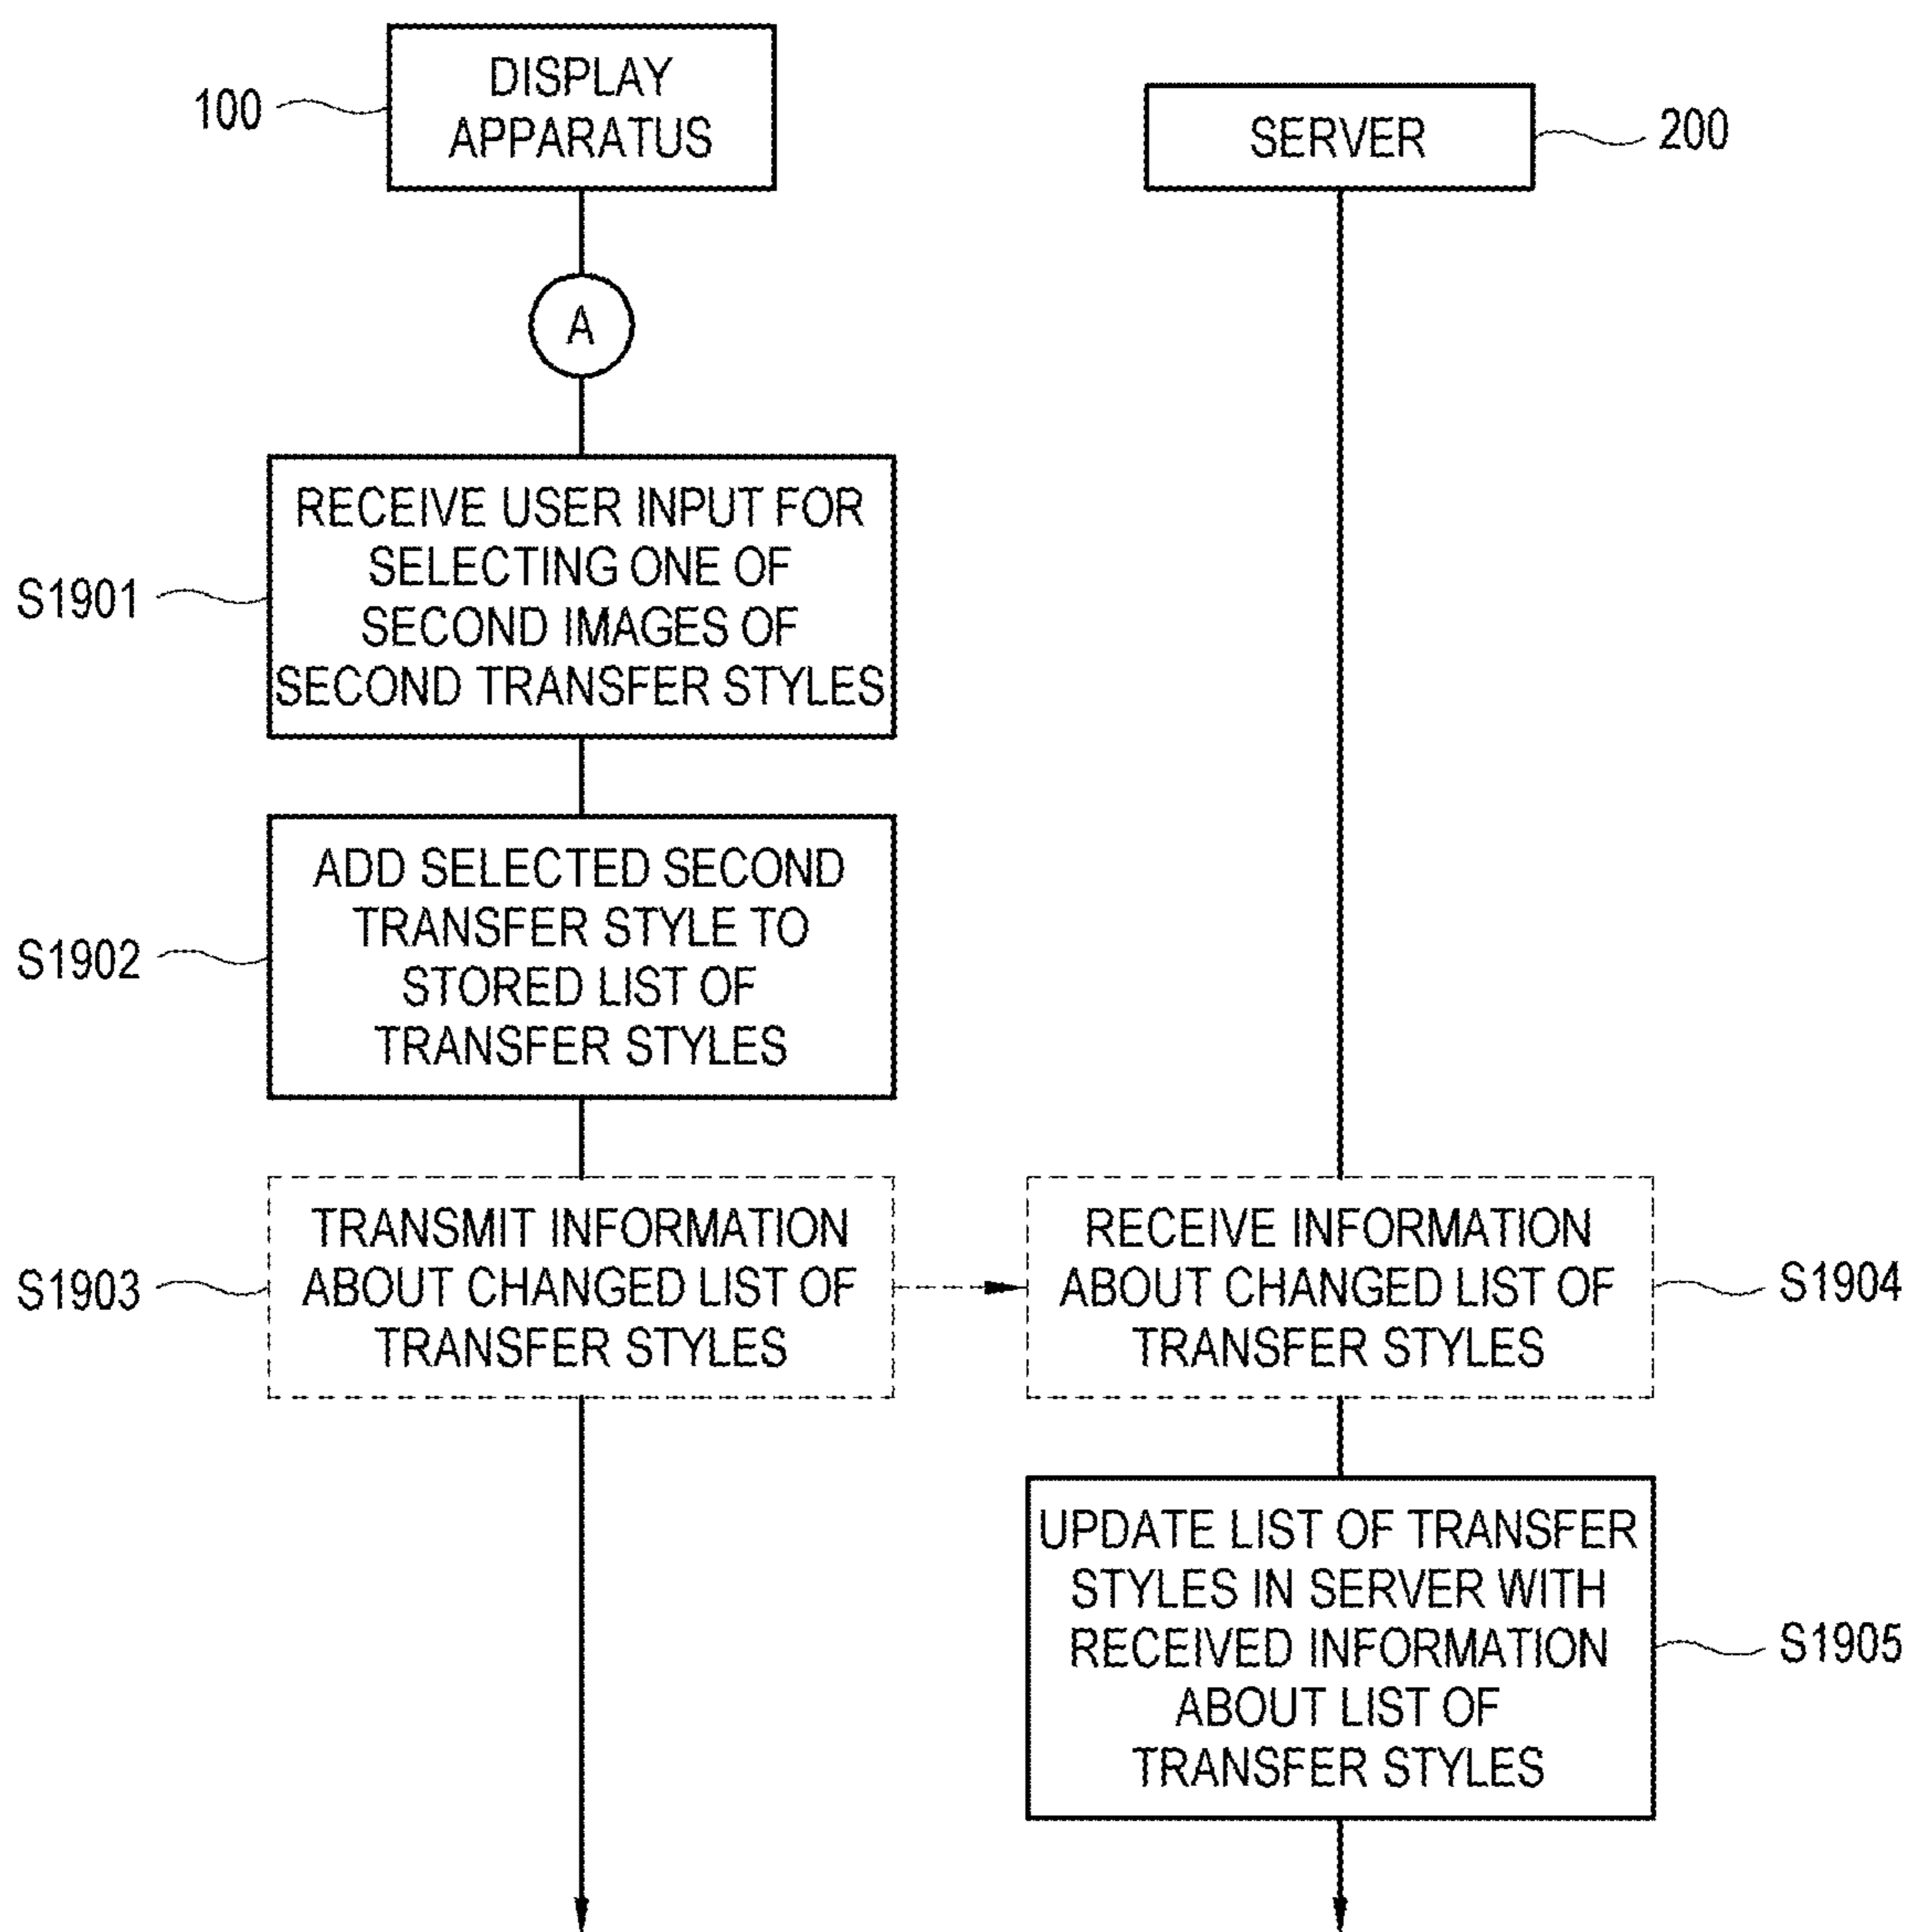 100
DISPLAY
APPARATUS
SERVER
200
A
S1901
RECEIVE USER INPUT FOR
SELECTING ONE OF
SECOND IMAGES OF
SECOND TRANSFER STYLES
S1902
ADD SELECTED SECOND
TRANSFER STYLE TO
STORED LIST OF
TRANSFER STYLES
S1903
TRANSMIT INFORMATION
ABOUT CHANGED LIST OF
TRANSFER STYLES
RECEIVE INFORMATION
ABOUT CHANGED LIST OF
TRANSFER STYLES
S1904
UPDATE LIST OF TRANSFER
STYLES IN SERVER WITH
RECEIVED INFORMATION
ABOUT LIST OF
TRANSFER STYLES
S1905